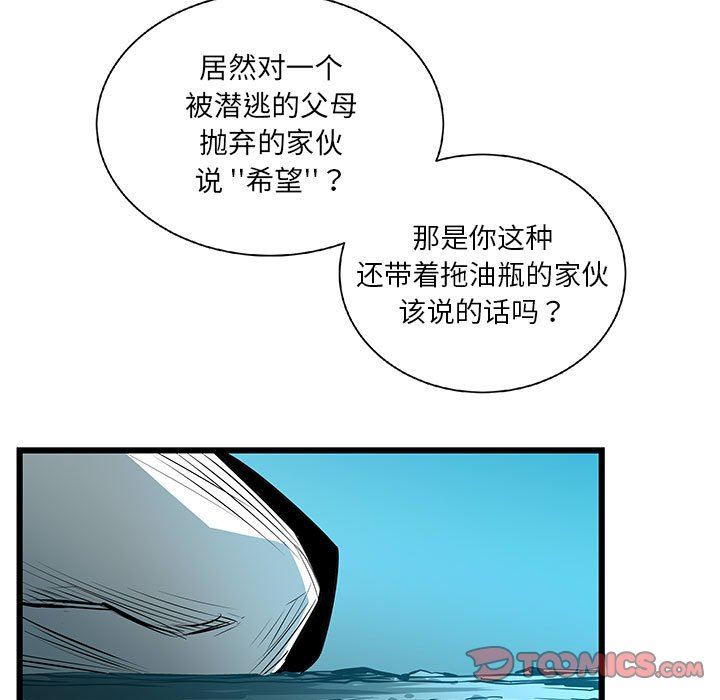 居然对一个
被潜逃的父母
抛弃的家伙
说 "希望"？
那是你这种
还带着拖油瓶的家伙
该说的话吗？
TOOMICS.COM